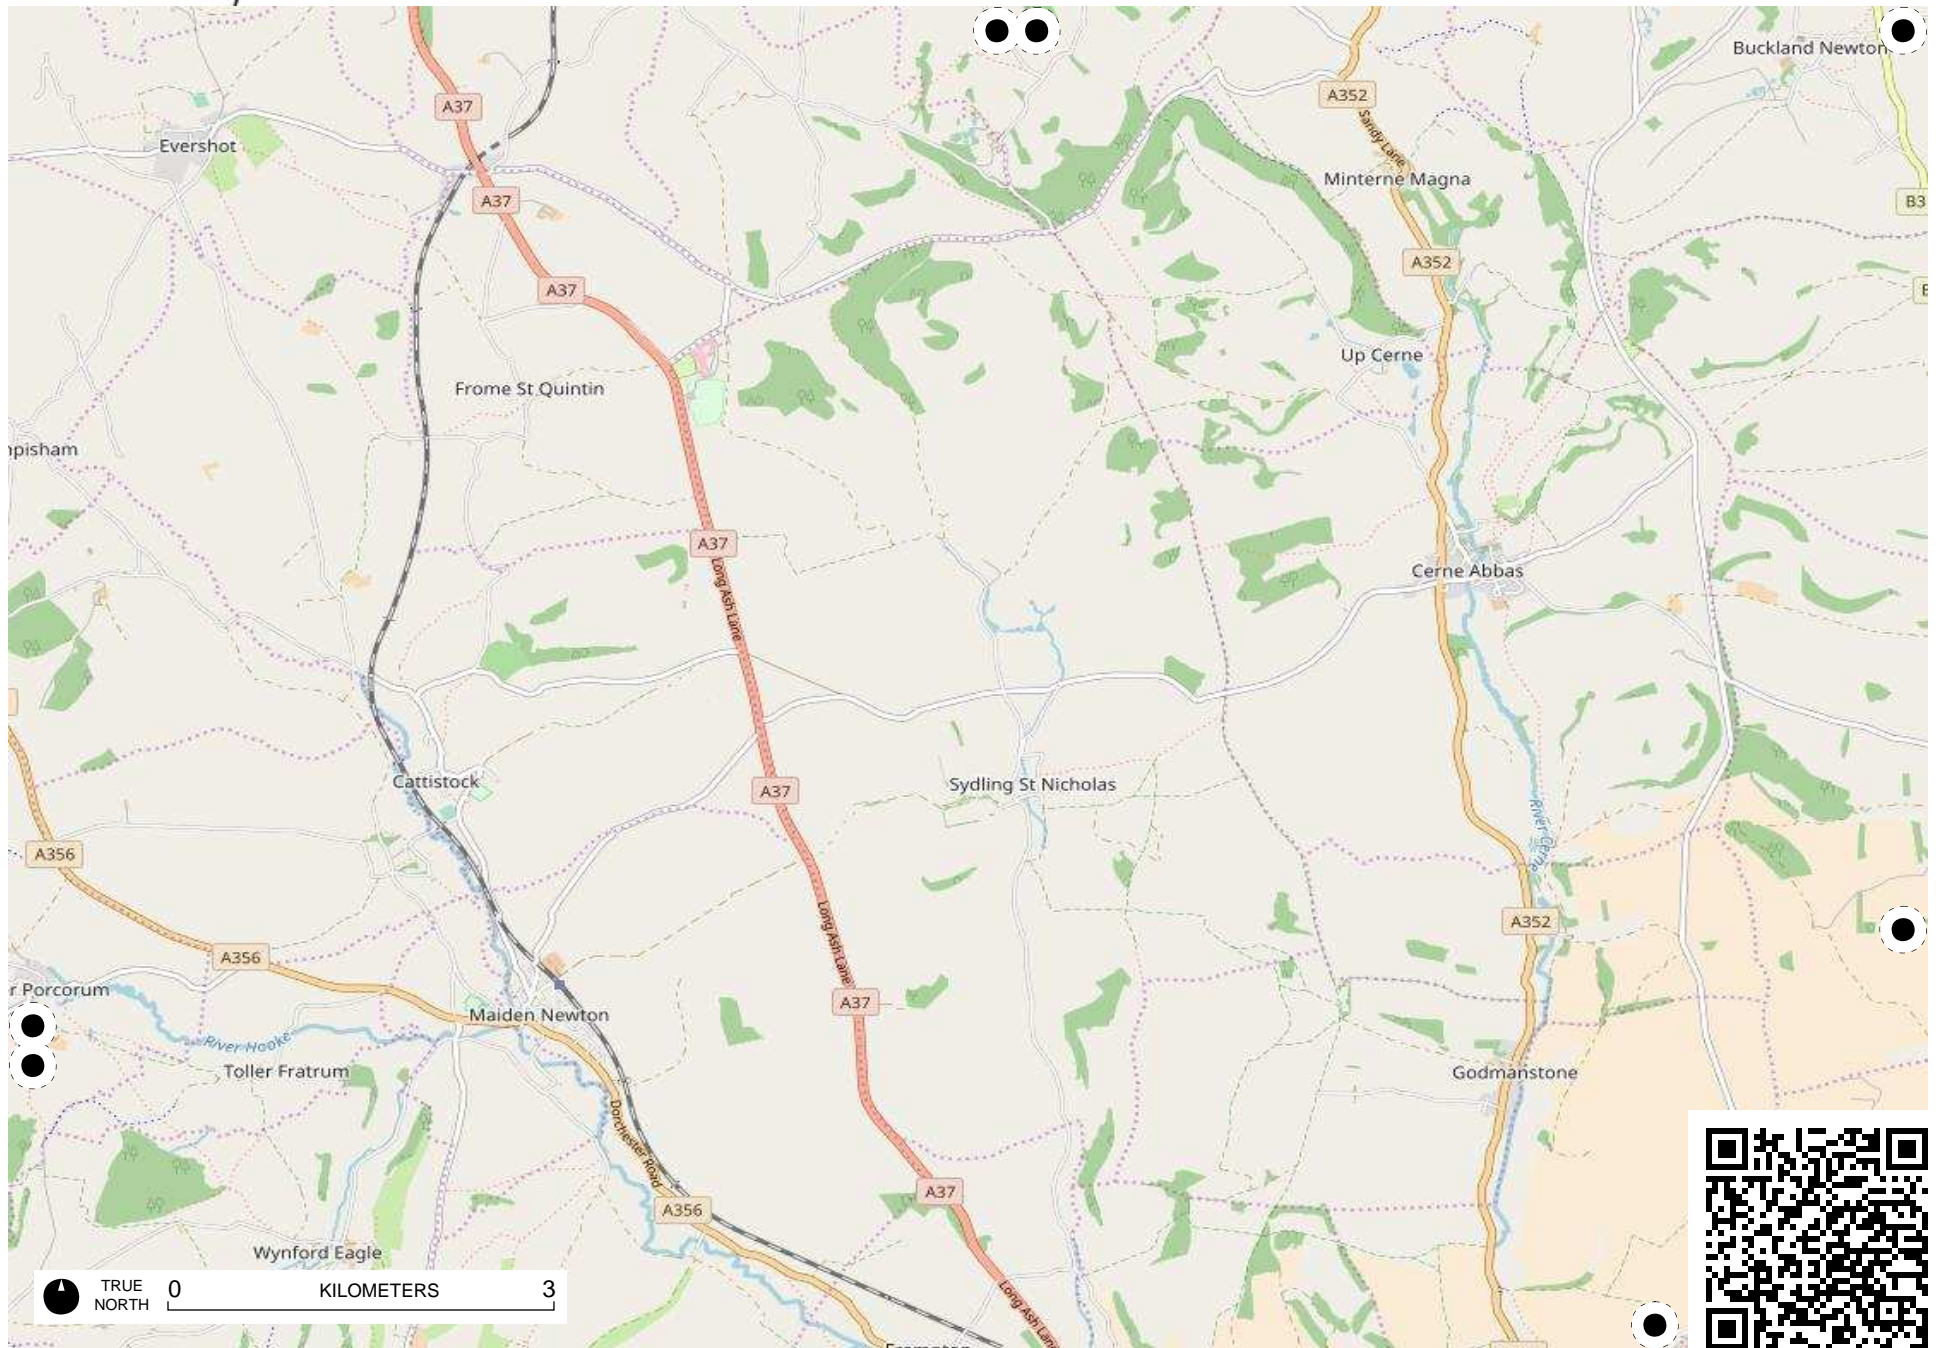 Buckland Newton
A352
A37
Sandy Lane
Evershot
Minterne Magna
A37
B3
A352
A37
Up Cerne
Frome St Quintin
pisham
A37
Long Ash Lane
Cerne Abbas
Cattistock
Sydling St Nicholas
A37
River Cerne
A356
Long Ash Lane
A352
A356
r Porcorum
A37
Maiden Newton
River Hooke
Toller Fratrum
Godmanstone
Dorchester Road
A37
A356
Wynford Eagle
TRUE
NORTH
0 KILOMETERS 3
Long Ash Lane